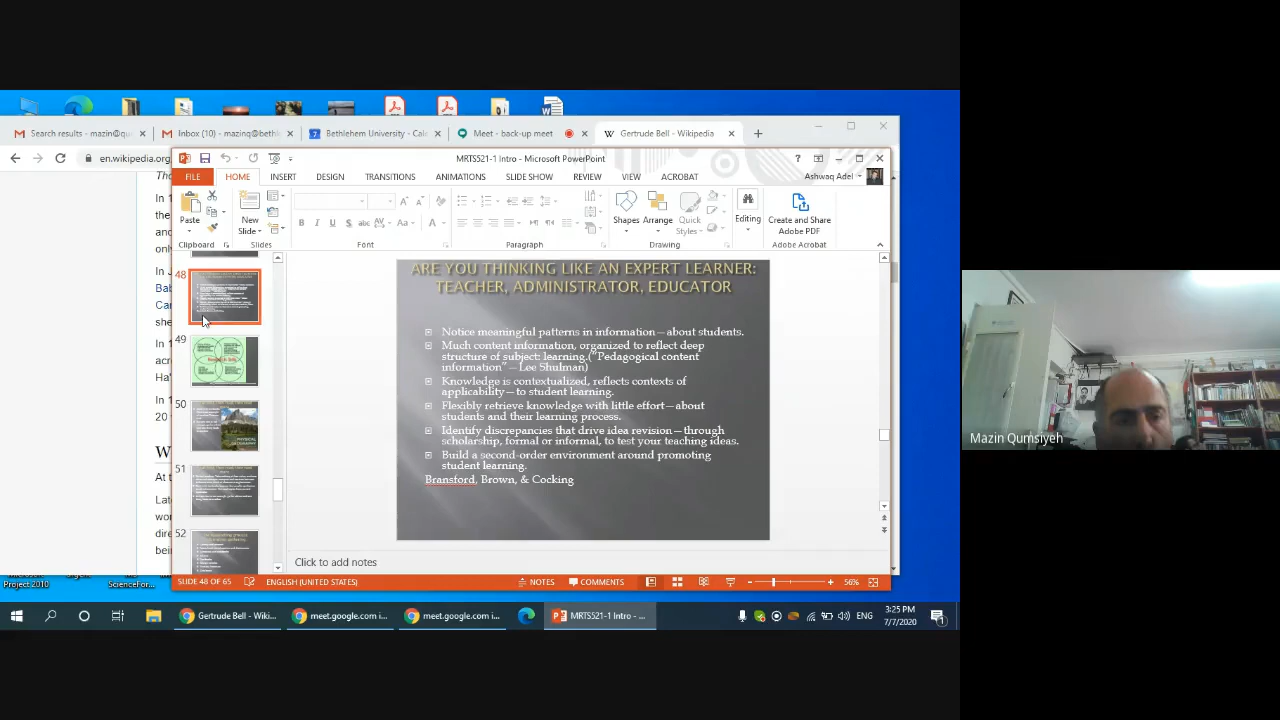 Search results - mazin@qu
Inbox (10) - mazinq@bethl
Bethlehem University - Cale
Meet - back-up meet
Gertrude Bell - Wikipedia
en.wikipedia.org
MRTS521-1 Intro - Microsoft PowerPoint
FILE HOME INSERT DESIGN TRANSITIONS ANIMATIONS SLIDE SHOW REVIEW VIEW ACROBAT
Ashwaq Adel
Paste
New Slide
Shapes Arrange Quick Styles
Editing
Create and Share Adobe PDF
Clipboard Slides Font Paragraph Drawing Adobe Acrobat
48
49
50
51
52
ARE YOU THINKING LIKE AN EXPERT LEARNER:
TEACHER, ADMINISTRATOR, EDUCATOR
Notice meaningful patterns in information—about students.
Much content information, organized to reflect deep
structure of subject: learning.("Pedagogical content
information"—Lee Shulman)
Knowledge is contextualized, reflects contexts of
applicability—to student learning.
Flexibly retrieve knowledge with little effort—about
students and their learning process.
Identify discrepancies that drive idea revision—through
scholarship, formal or informal, to test your teaching ideas.
Build a second-order environment around promoting
student learning.
Bransford, Brown, & Cocking
Click to add notes
SLIDE 48 OF 65 ENGLISH (UNITED STATES) NOTES COMMENTS 56%
Project 2010
ScienceFor...
Gertrude Bell - Wiki...
meet.google.com i...
meet.google.com i...
MRTS521-1 Intro - ...
ENG
3:25 PM
7/7/2020
Mazin Qumsiyeh